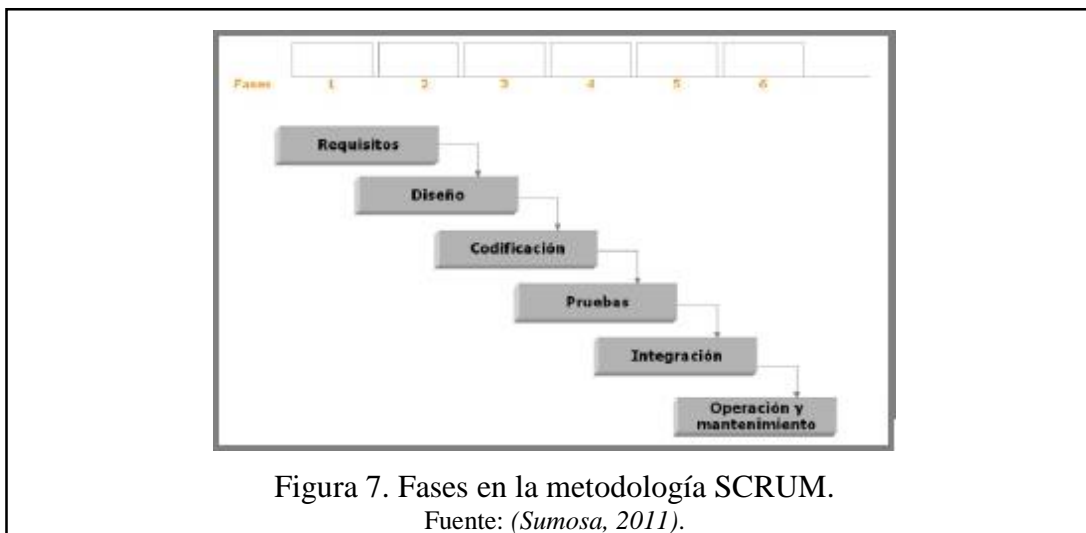 Fases 1 2 3 4 5 6
Requisitos
Diseño
Codificación
Pruebas
Integración
Operación y
mantenimiento
Figura 7. Fases en la metodología SCRUM.
Fuente: (Sumosa, 2011).